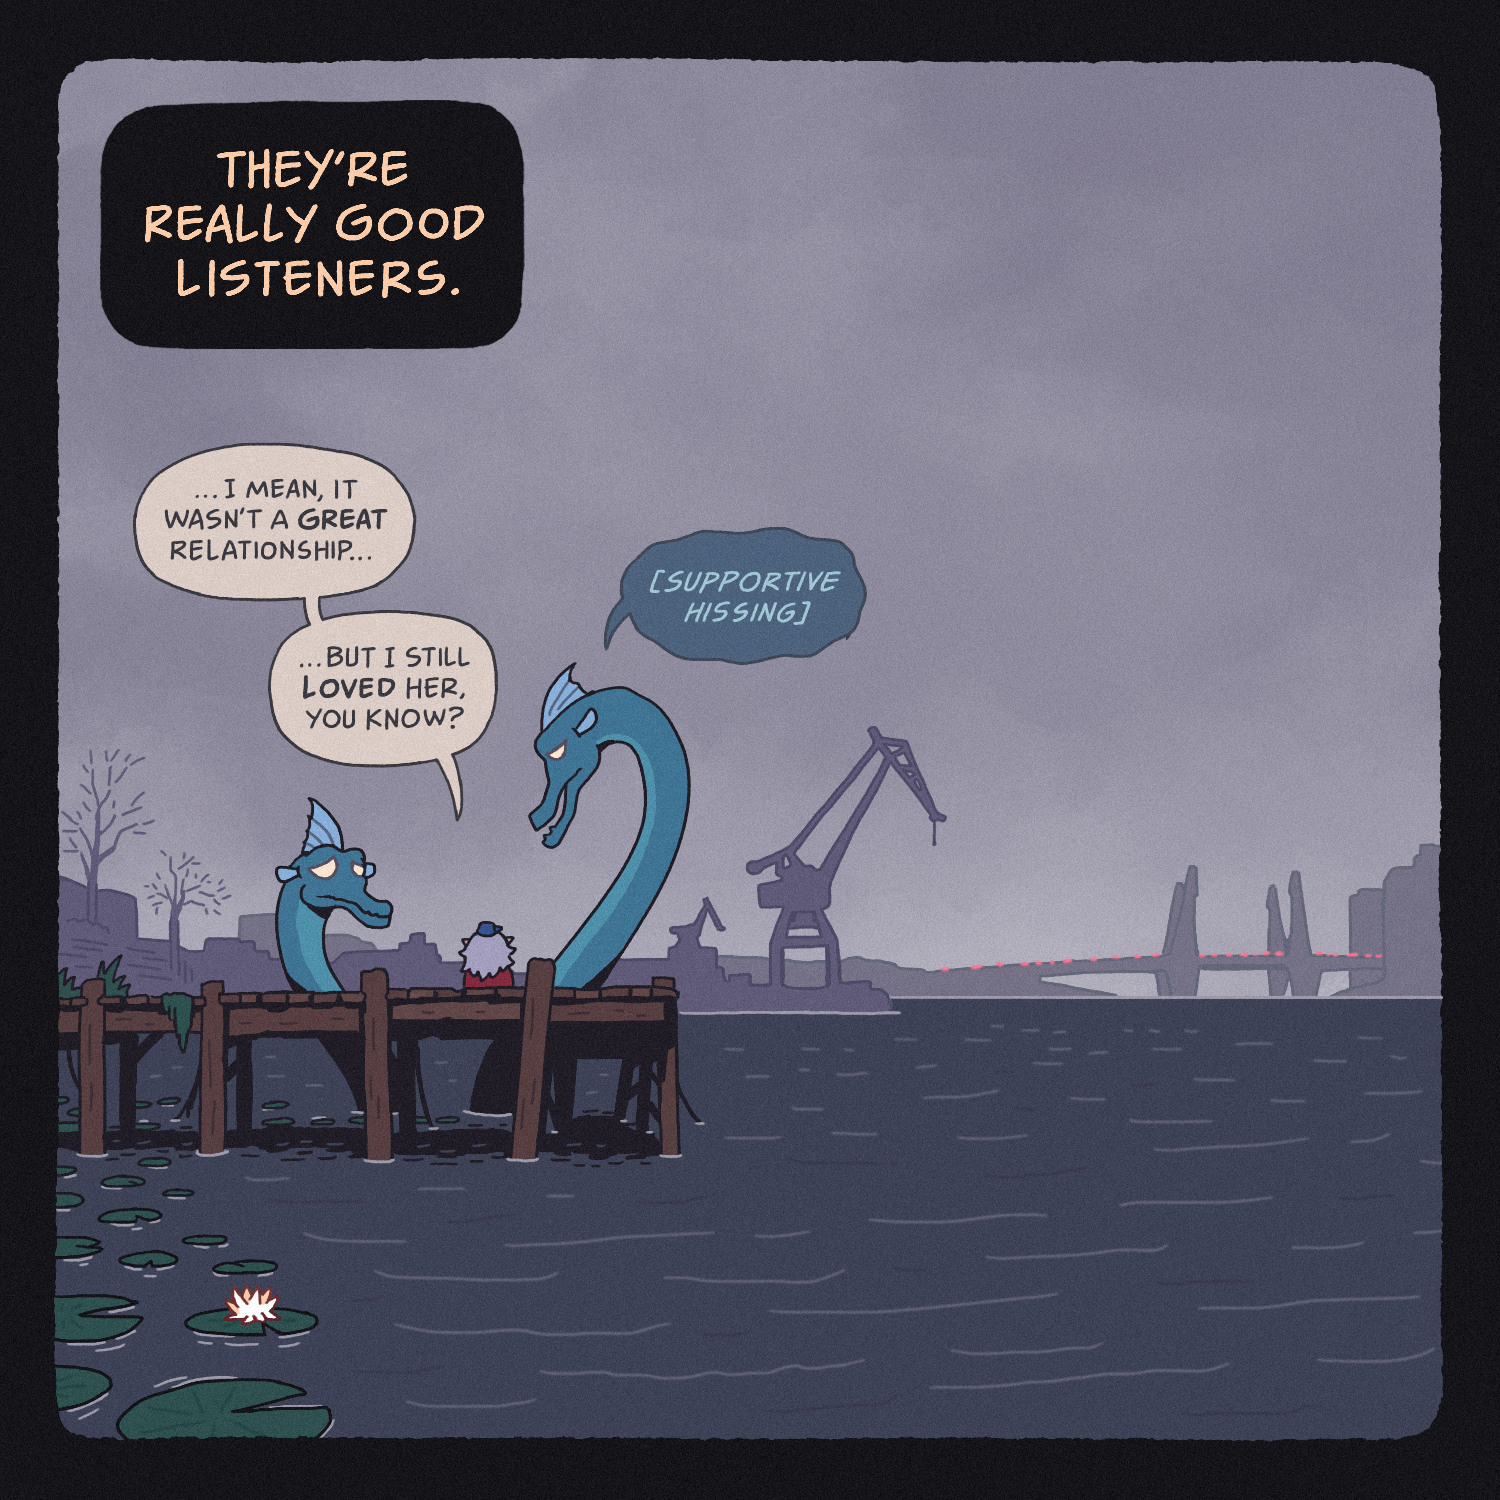 THEY'RE
REALLY GOOD
LISTENERS.
...I MEAN, IT
WASN'T A GREAT
RELATIONSHIP...
...BUT I STILL
LOVED HER,
YOU KNOW?
[SUPPORTIVE
HISSING]